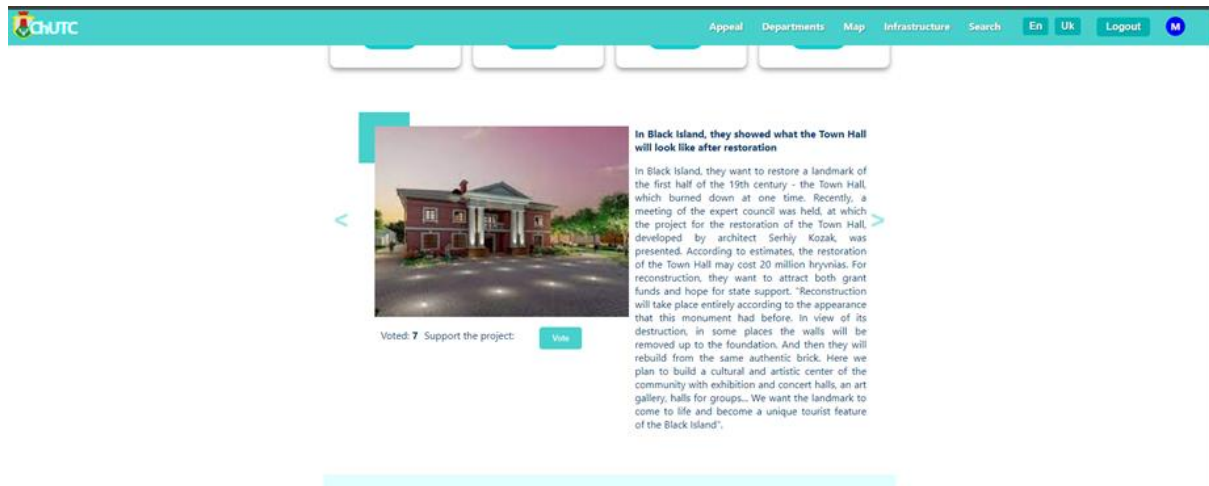 ChUTC
Appeal Departments Map Infrastructure Search En Uk Logout M
In Black Island, they showed what the Town Hall
will look like after restoration
In Black Island, they want to restore a landmark of
the first half of the 19th century - the Town Hall,
which burned down at one time. Recently, a
meeting of the expert council was held, at which
the project for the restoration of the Town Hall,
developed by architect Serhiy Kozak, was
presented. According to estimates, the restoration
of the Town Hall may cost 20 million hryvnias. For
reconstruction, they want to attract both grant
funds and hope for state support. "Reconstruction
will take place entirely according to the appearance
that this monument had before. In view of its
destruction, in some places the walls will be
removed up to the foundation. And then they will
rebuild from the same authentic brick. Here we
plan to build a cultural and artistic center of the
community with exhibition and concert halls, an art
gallery, halls for groups... We want the landmark to
come to life and become a unique tourist feature
of the Black Island".
<
>
Voted: 7 Support the project: Vote